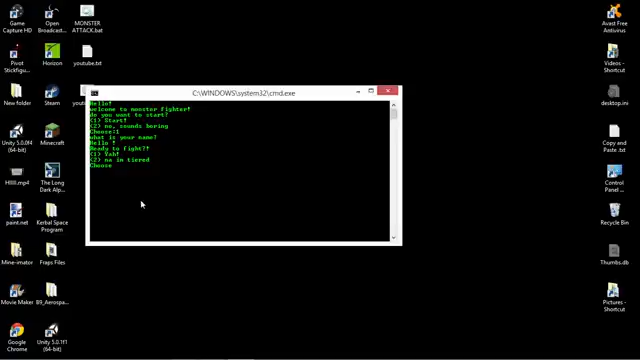 Game
Capture HD
Open
Broadcast...
MONSTER
ATTACK.bat
Avast Free
Antivirus
Pivot
Stickfigu...
Horizon
youtube.txt
Videos -
Shortcut
C:\WINDOWS\system32\cmd.exe
Hello!
welcome to monster fighter!
do you want to start?
(1) Start!
(2) no, sounds boring
Choose:1
what is your name?
Hello !
Ready to fight?!
(1) Yah!
(2) na im tiered
Choose
New folder
Steam
desktop.ini
Unity 5.0.0f4
(64-bit)
Minecraft
Copy and
Paste .txt
HIIIII.mp4
The Long
Dark Alp...
Control
Panel ...
paint.net
Kerbal Space
Program
Recycle Bin
Mine-imator
Fraps Files
Thumbs.db
Movie Maker
B9_Aerospa...
Pictures -
Shortcut
Google
Chrome
Unity 5.0.1f1
(64-bit)